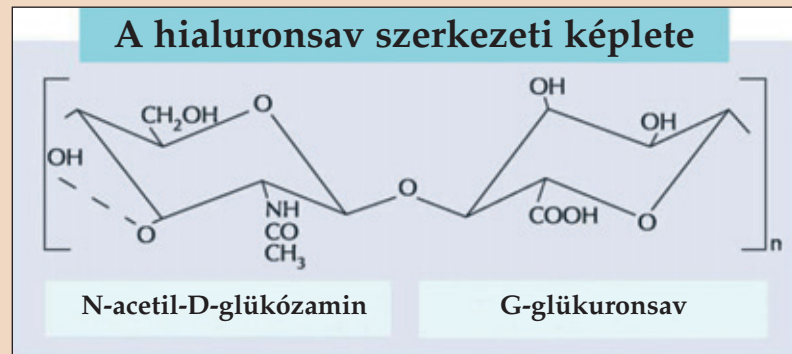 A hialuronsav szerkezeti képlete
CH₂OH
O
OH
OH
OH
O
O
NH
CO
CH₃
COOH
O
n
N-acetil-D-glükózamin
G-glükuronsav